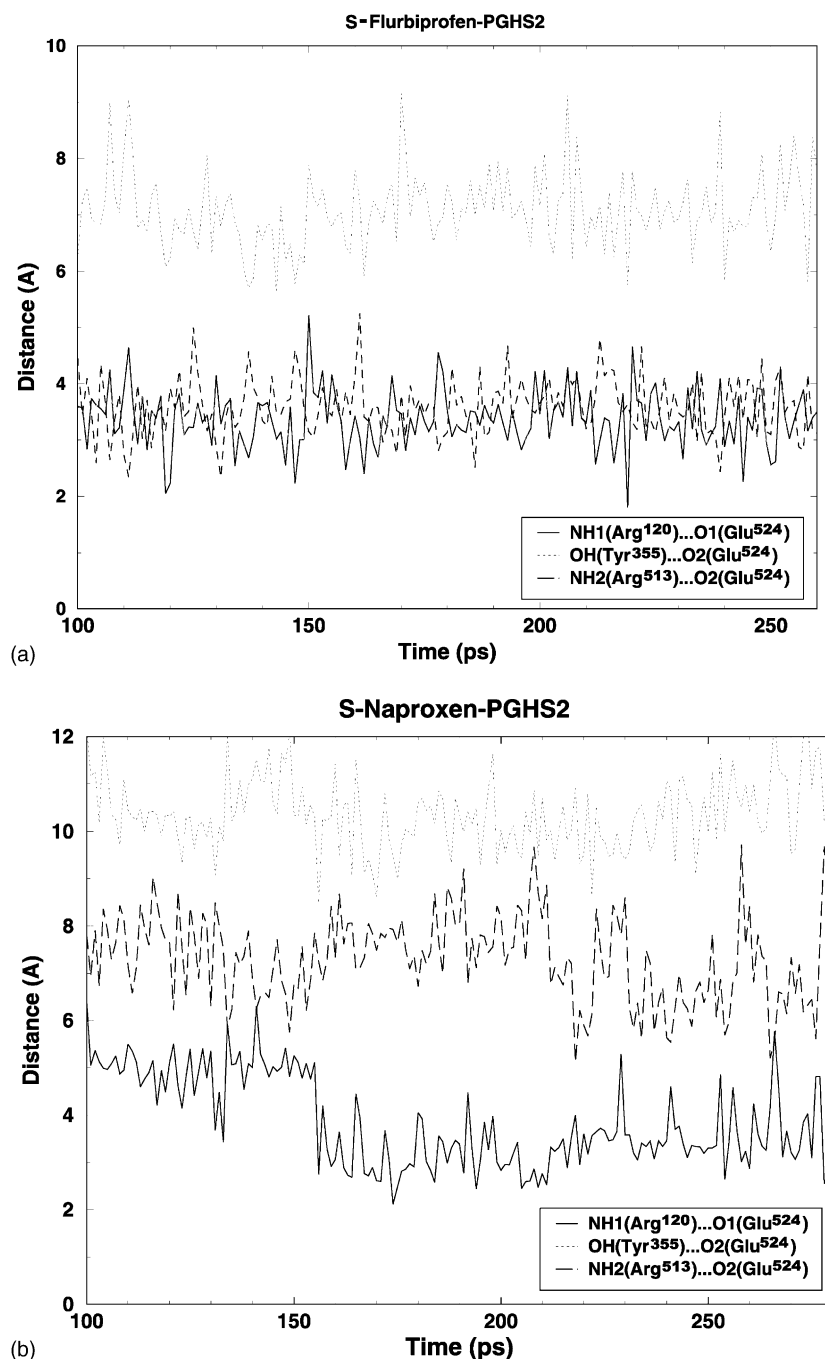 S-Flurbiprofen-PGHS2
10
8
6
4
2
0
Distance (A)
NH1(Arg120)...O1(Glu524)
OH(Tyr355)...O2(Glu524)
NH2(Arg513)...O2(Glu524)
100 150 200 250
Time (ps)
(a)
S-Naproxen-PGHS2
12
10
8
6
4
2
0
Distance (A)
NH1(Arg120)...O1(Glu524)
OH(Tyr355)...O2(Glu524)
NH2(Arg513)...O2(Glu524)
100 150 200 250
Time (ps)
(b)